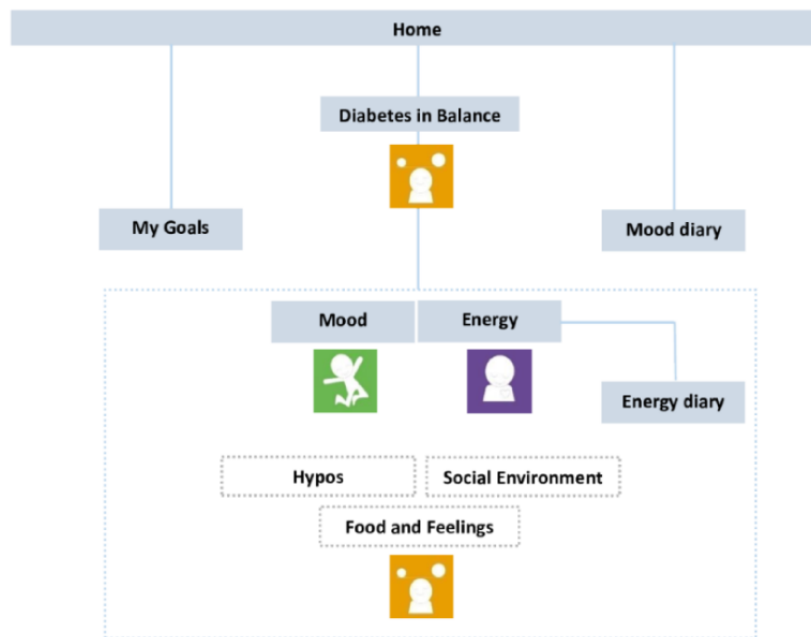 Home
Diabetes in Balance
My Goals
Mood diary
Mood
Energy
Energy diary
Hypos
Social Environment
Food and Feelings